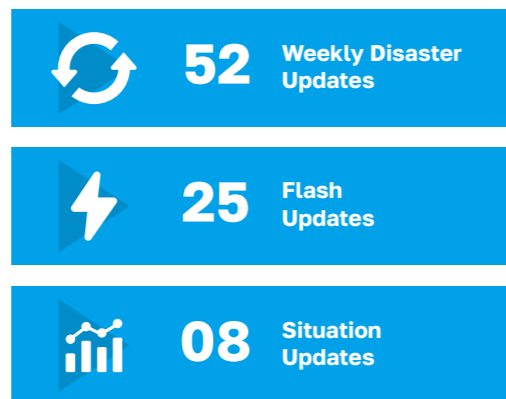 52
Weekly Disaster
Updates
25
Flash
Updates
08
Situation
Updates